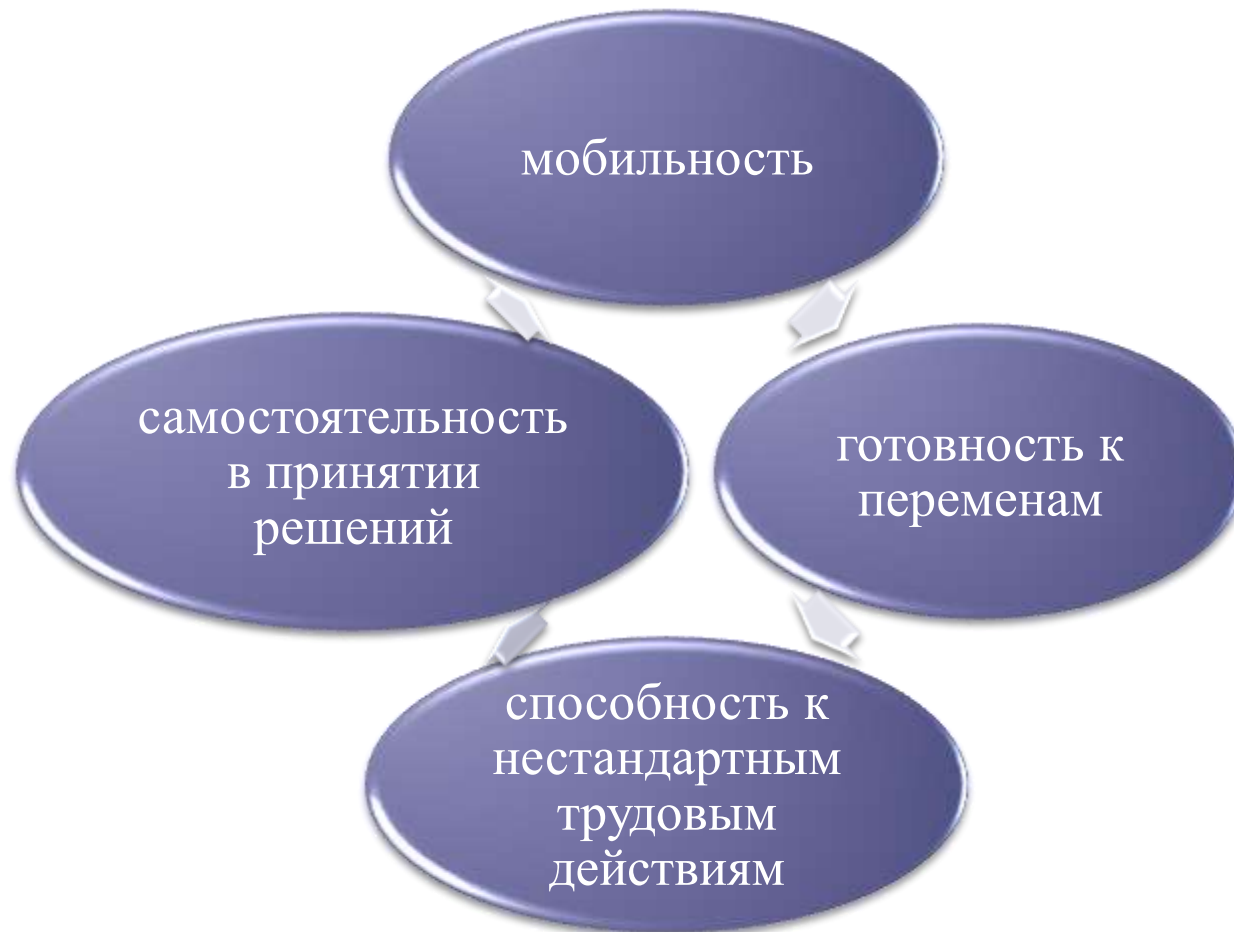 мобильность
самостоятельность
в принятии
решений
готовность к
переменам
способность к
нестандартным
трудовым
действиям